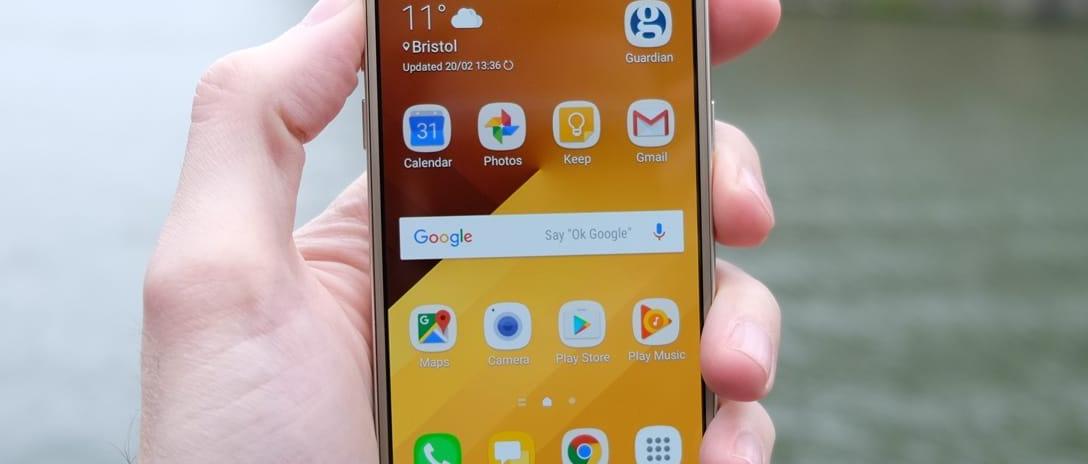 11°
Bristol
Updated 20/02 13:36
g
Guardian
31
Calendar
Photos
Keep
Gmail
Google
Say "Ok Google"
G
Maps
Camera
Play Store
Play Music